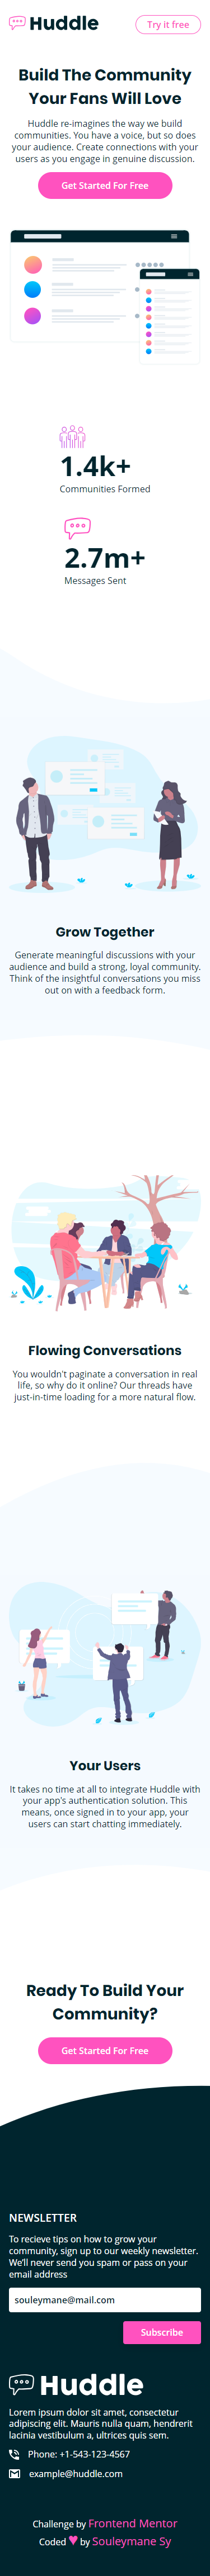 Huddle
Try it free
Build The Community
Your Fans Will Love
Huddle re-imagines the way we build
communities. You have a voice, but so does
your audience. Create connections with your
users as you engage in genuine discussion.
Get Started For Free
1.4k+
Communities Formed
2.7m+
Messages Sent
Grow Together
Generate meaningful discussions with your
audience and build a strong, loyal community.
Think of the insightful conversations you miss
out on with a feedback form.
Flowing Conversations
You wouldn't paginate a conversation in real
life, so why do it online? Our threads have
just-in-time loading for a more natural flow.
Your Users
It takes no time at all to integrate Huddle with
your app's authentication solution. This
means, once signed in to your app, your
users can start chatting immediately.
Ready To Build Your
Community?
Get Started For Free
NEWSLETTER
To recieve tips on how to grow your
community, sign up to our weekly newsletter.
We'll never send you spam or pass on your
email address
souleymane@mail.com
Subscribe
Huddle
Lorem ipsum dolor sit amet, consectetur
adipiscing elit. Mauris nulla quam, hendrerit
lacinia vestibulum a, ultrices quis sem.
Phone: +1-543-123-4567
example@huddle.com
Challenge by Frontend Mentor
Coded ♥ by Souleymane Sy